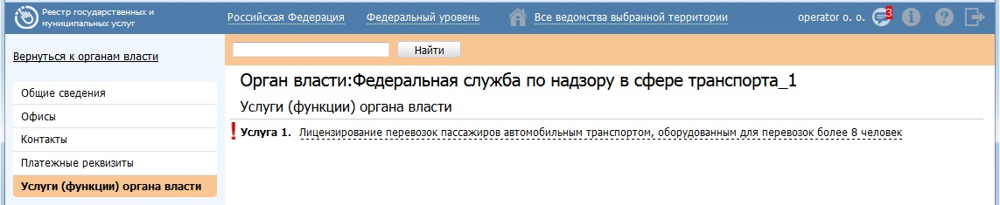 Реестр государственных и
муниципальных услуг
Российская Федерация Федеральный уровень Все ведомства выбранной территории operator o. o. 3
Найти
Вернуться к органам власти
Орган власти:Федеральная служба по надзору в сфере транспорта_1
Общие сведения
Услуги (функции) органа власти
Офисы
! Услуга 1. Лицензирование перевозок пассажиров автомобильным транспортом, оборудованным для перевозок более 8 человек
Контакты
Платежные реквизиты
Услуги (функции) органа власти